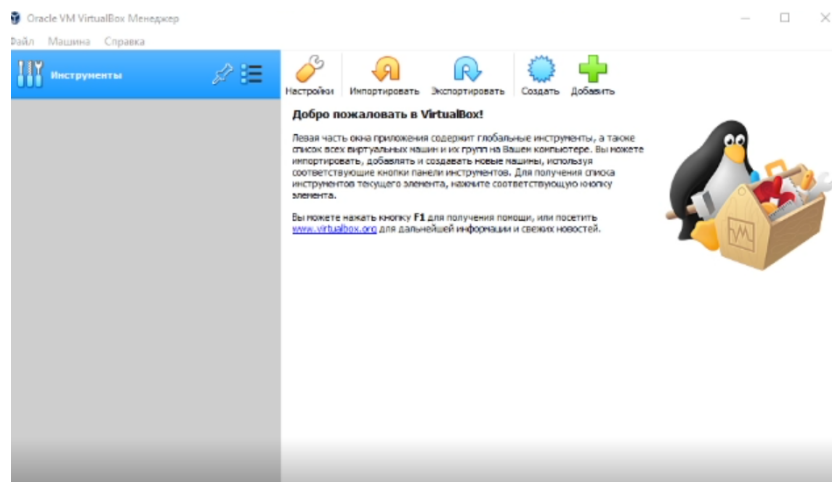 Oracle VM VirtualBox Менеджер
Файл Машина Справка
Инструменты
Настройки Импортировать Экспортировать Создать Добавить
Добро пожаловать в VirtualBox!
Левая часть окна приложения содержит глобальные инструменты, а также
список всех виртуальных машин и их групп на Вашем компьютере. Вы можете
импортировать, добавлять и создавать новые машины, используя
соответствующие кнопки панели инструментов. Для получения списка
инструментов текущего элемента, нажмите соответствующую кнопку
элемента.
Вы можете нажать кнопку F1 для получения помощи, или посетить
www.virtualbox.org для дальнейшей информации и свежих новостей.